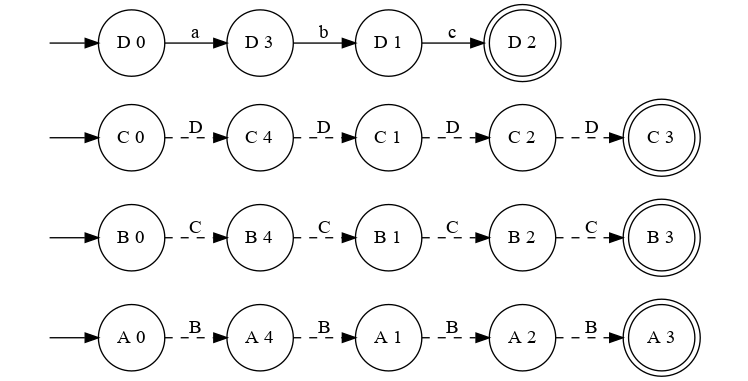 D 0 a D 3 b D 1 c D 2
C 0 D C 4 D C 1 D C 2 D C 3
B 0 C B 4 C B 1 C B 2 C B 3
A 0 B A 4 B A 1 B A 2 B A 3